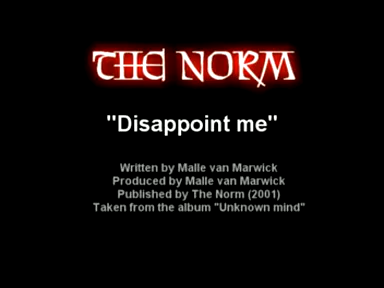 THE NORM
"Disappoint me"
Written by Malle van Marwick
Produced by Malle van Marwick
Published by The Norm (2001)
Taken from the album "Unknown mind"